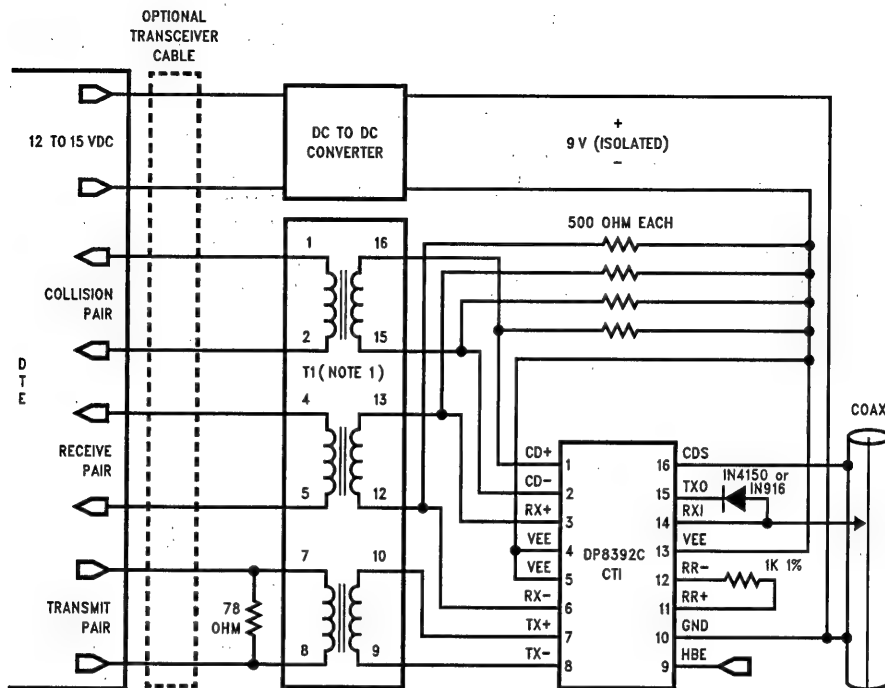 OPTIONAL
TRANSCEIVER
CABLE
12 TO 15 VDC
DC TO DC
CONVERTER
+
9 V (ISOLATED)
−
500 OHM EACH
1
16
COLLISION
PAIR
2
15
T1 (NOTE 1)
D
T
E
4
13
RECEIVE
PAIR
5
12
7
10
TRANSMIT
PAIR
78
OHM
8
9
COAX
CD+
1
16
CDS
IN4150 or
IN916
CD-
2
15
TXO
RX+
3
14
RXI
VEE
4
13
VEE
DP8392C
CTI
VEE
5
12
RR-
1K 1%
RX-
6
11
RR+
TX+
7
10
GND
TX-
8
9
HBE